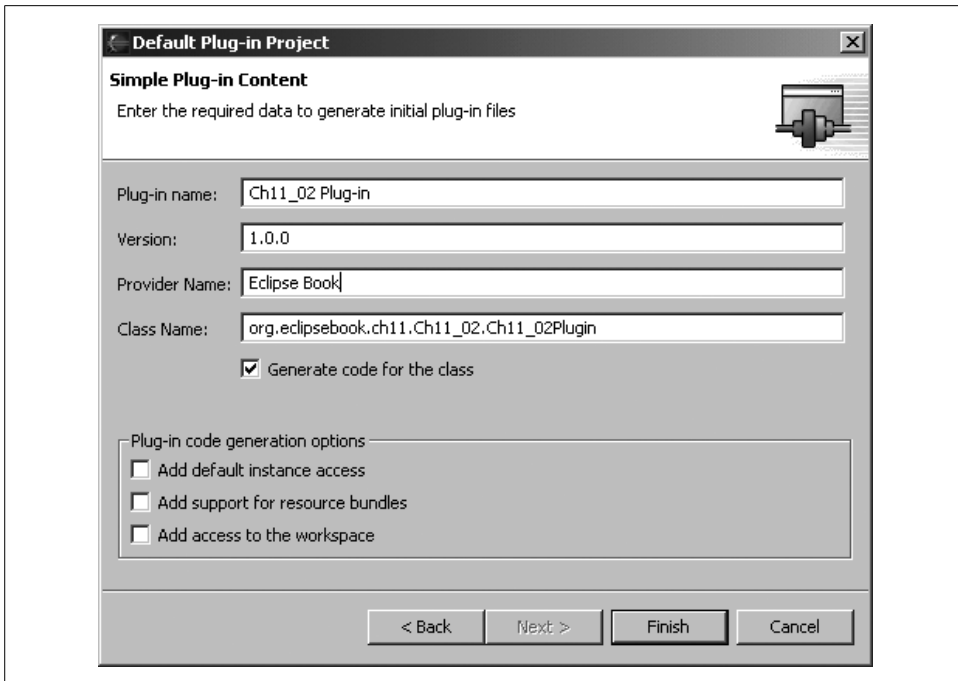 Default Plug-in Project
Simple Plug-in Content
Enter the required data to generate initial plug-in files
Plug-in name: Ch11_02 Plug-in
Version: 1.0.0
Provider Name: Eclipse Book
Class Name: org.eclipsebook.ch11.Ch11_02.Ch11_02Plugin
Generate code for the class
Plug-in code generation options
Add default instance access
Add support for resource bundles
Add access to the workspace
< Back Next > Finish Cancel